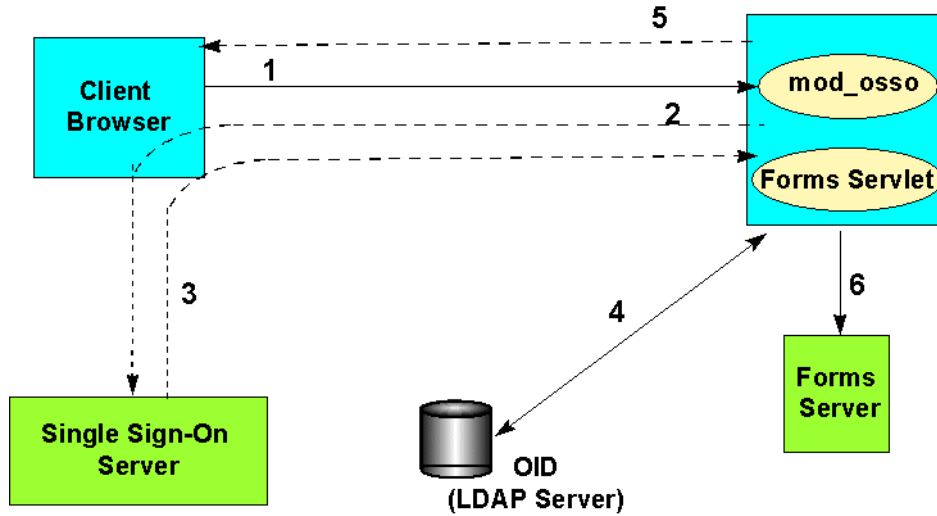 5
1
Client
Browser
mod_osso
2
Forms Servlet
3
4
6
Forms
Server
Single Sign-On
Server
OID
(LDAP Server)